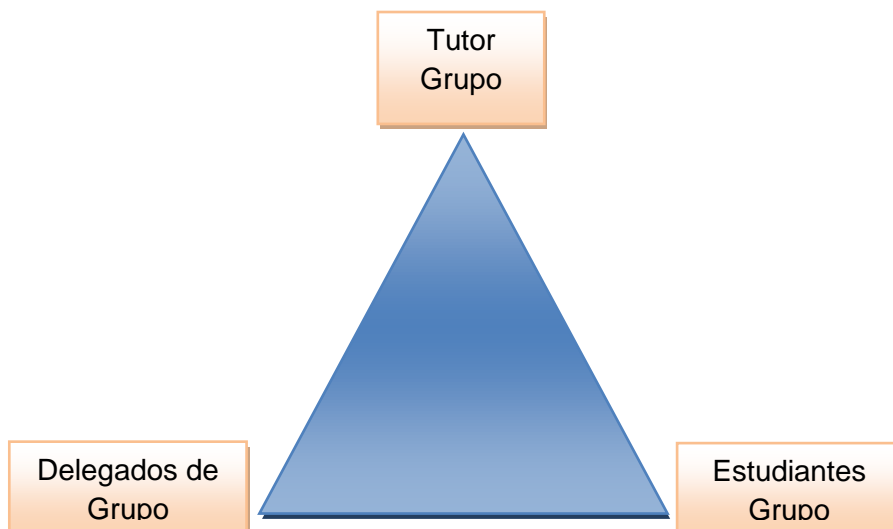 Tutor
Grupo
Delegados de
Grupo
Estudiantes
Grupo